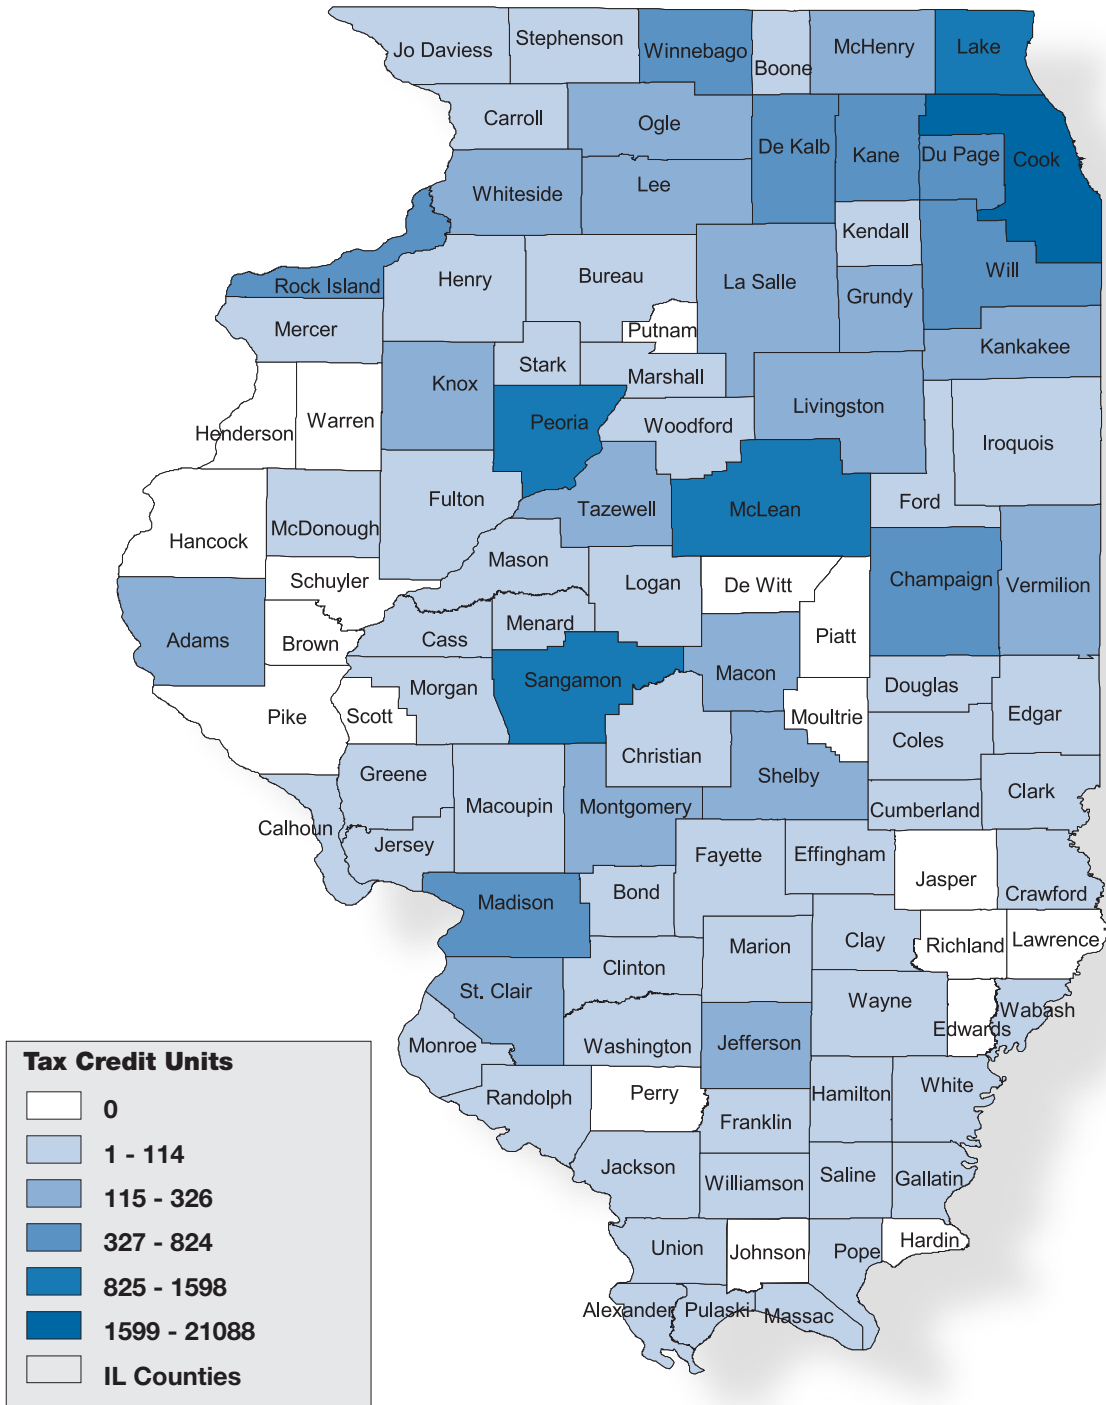 Jo Daviess
Stephenson
Winnebago
Boone
McHenry
Lake
Carroll
Ogle
De Kalb
Kane
Du Page
Cook
Whiteside
Lee
Kendall
Rock Island
Henry
Bureau
La Salle
Grundy
Will
Mercer
Putnam
Kankakee
Stark
Marshall
Knox
Henderson
Warren
Peoria
Woodford
Livingston
Iroquois
Fulton
Tazewell
McLean
Ford
Hancock
McDonough
Mason
Schuyler
Logan
De Witt
Champaign
Vermilion
Adams
Brown
Cass
Menard
Piatt
Macon
Sangamon
Morgan
Douglas
Pike
Scott
Moultrie
Edgar
Christian
Coles
Greene
Shelby
Macoupin
Montgomery
Cumberland
Clark
Calhoun
Jersey
Fayette
Effingham
Jasper
Crawford
Madison
Bond
Marion
Clay
Richland
Lawrence
Clinton
St. Clair
Wayne
Edwards
Wabash
Monroe
Washington
Jefferson
Randolph
Perry
Hamilton
White
Franklin
Jackson
Williamson
Saline
Gallatin
Union
Johnson
Pope
Hardin
Alexander
Pulaski
Massac
Tax Credit Units
0
1 - 114
115 - 326
327 - 824
825 - 1598
1599 - 21088
IL Counties